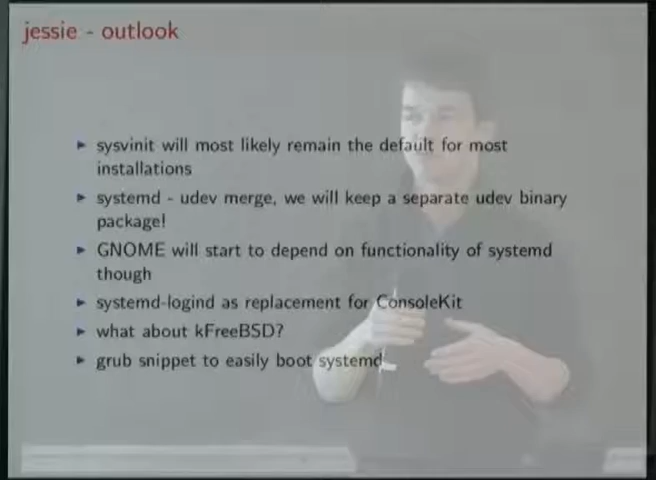 jessie - outlook
sysvinit will most likely remain the default for most
installations
systemd - udev merge, we will keep a separate udev binary
package!
GNOME will start to depend on functionality of systemd
though
systemd-logind as replacement for ConsoleKit
what about kFreeBSD?
grub snippet to easily boot systemd